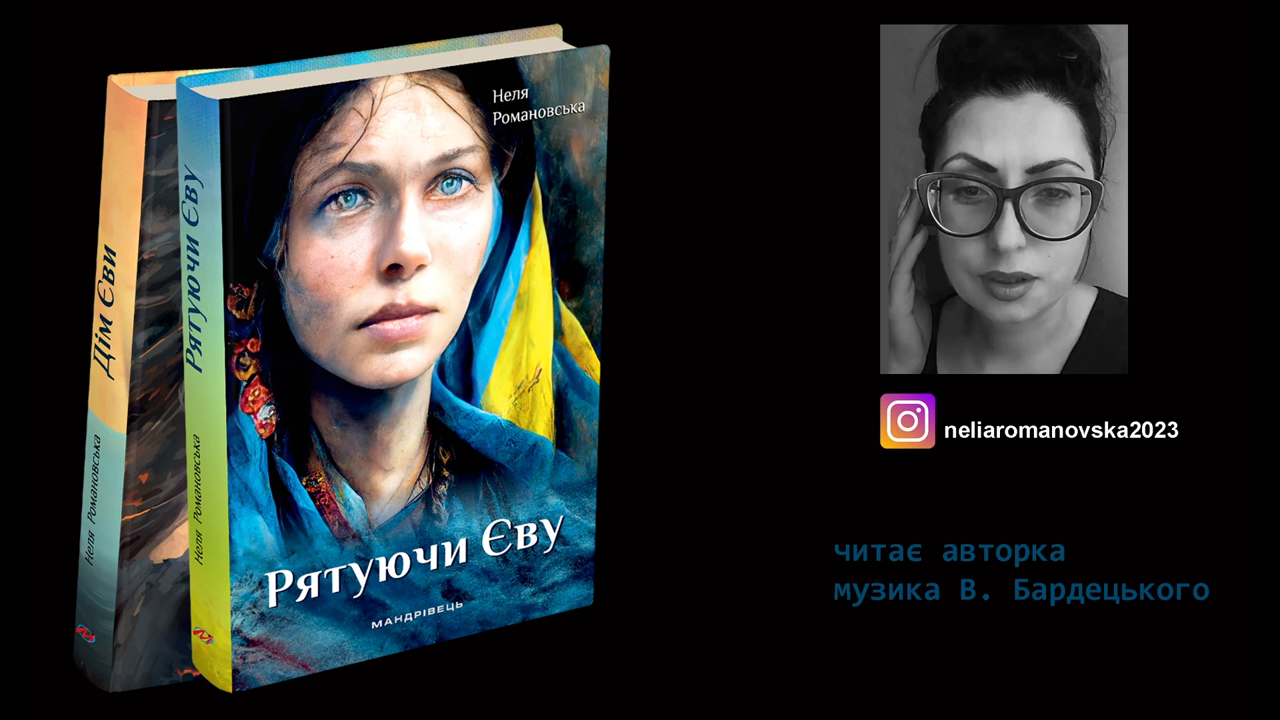 Дім Єви
Неля Романовська
Рятуючи Єву
Неля Романовська
Неля
Романовська
Рятуючи Єву
МАНДРІВЕЦЬ
neliaromanovska2023
читає авторка
музика В. Бардецького